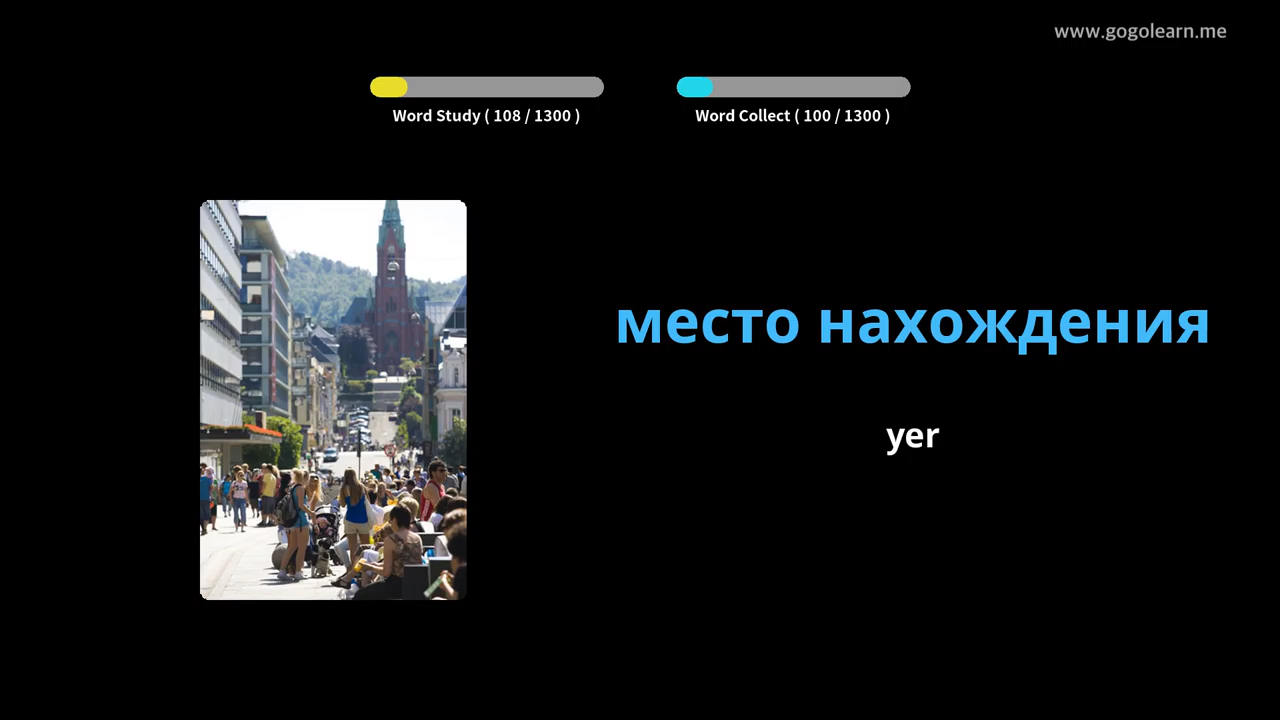 www.gogolearn.me
Word Study ( 108 / 1300 )
Word Collect ( 100 / 1300 )
место нахождения
yer